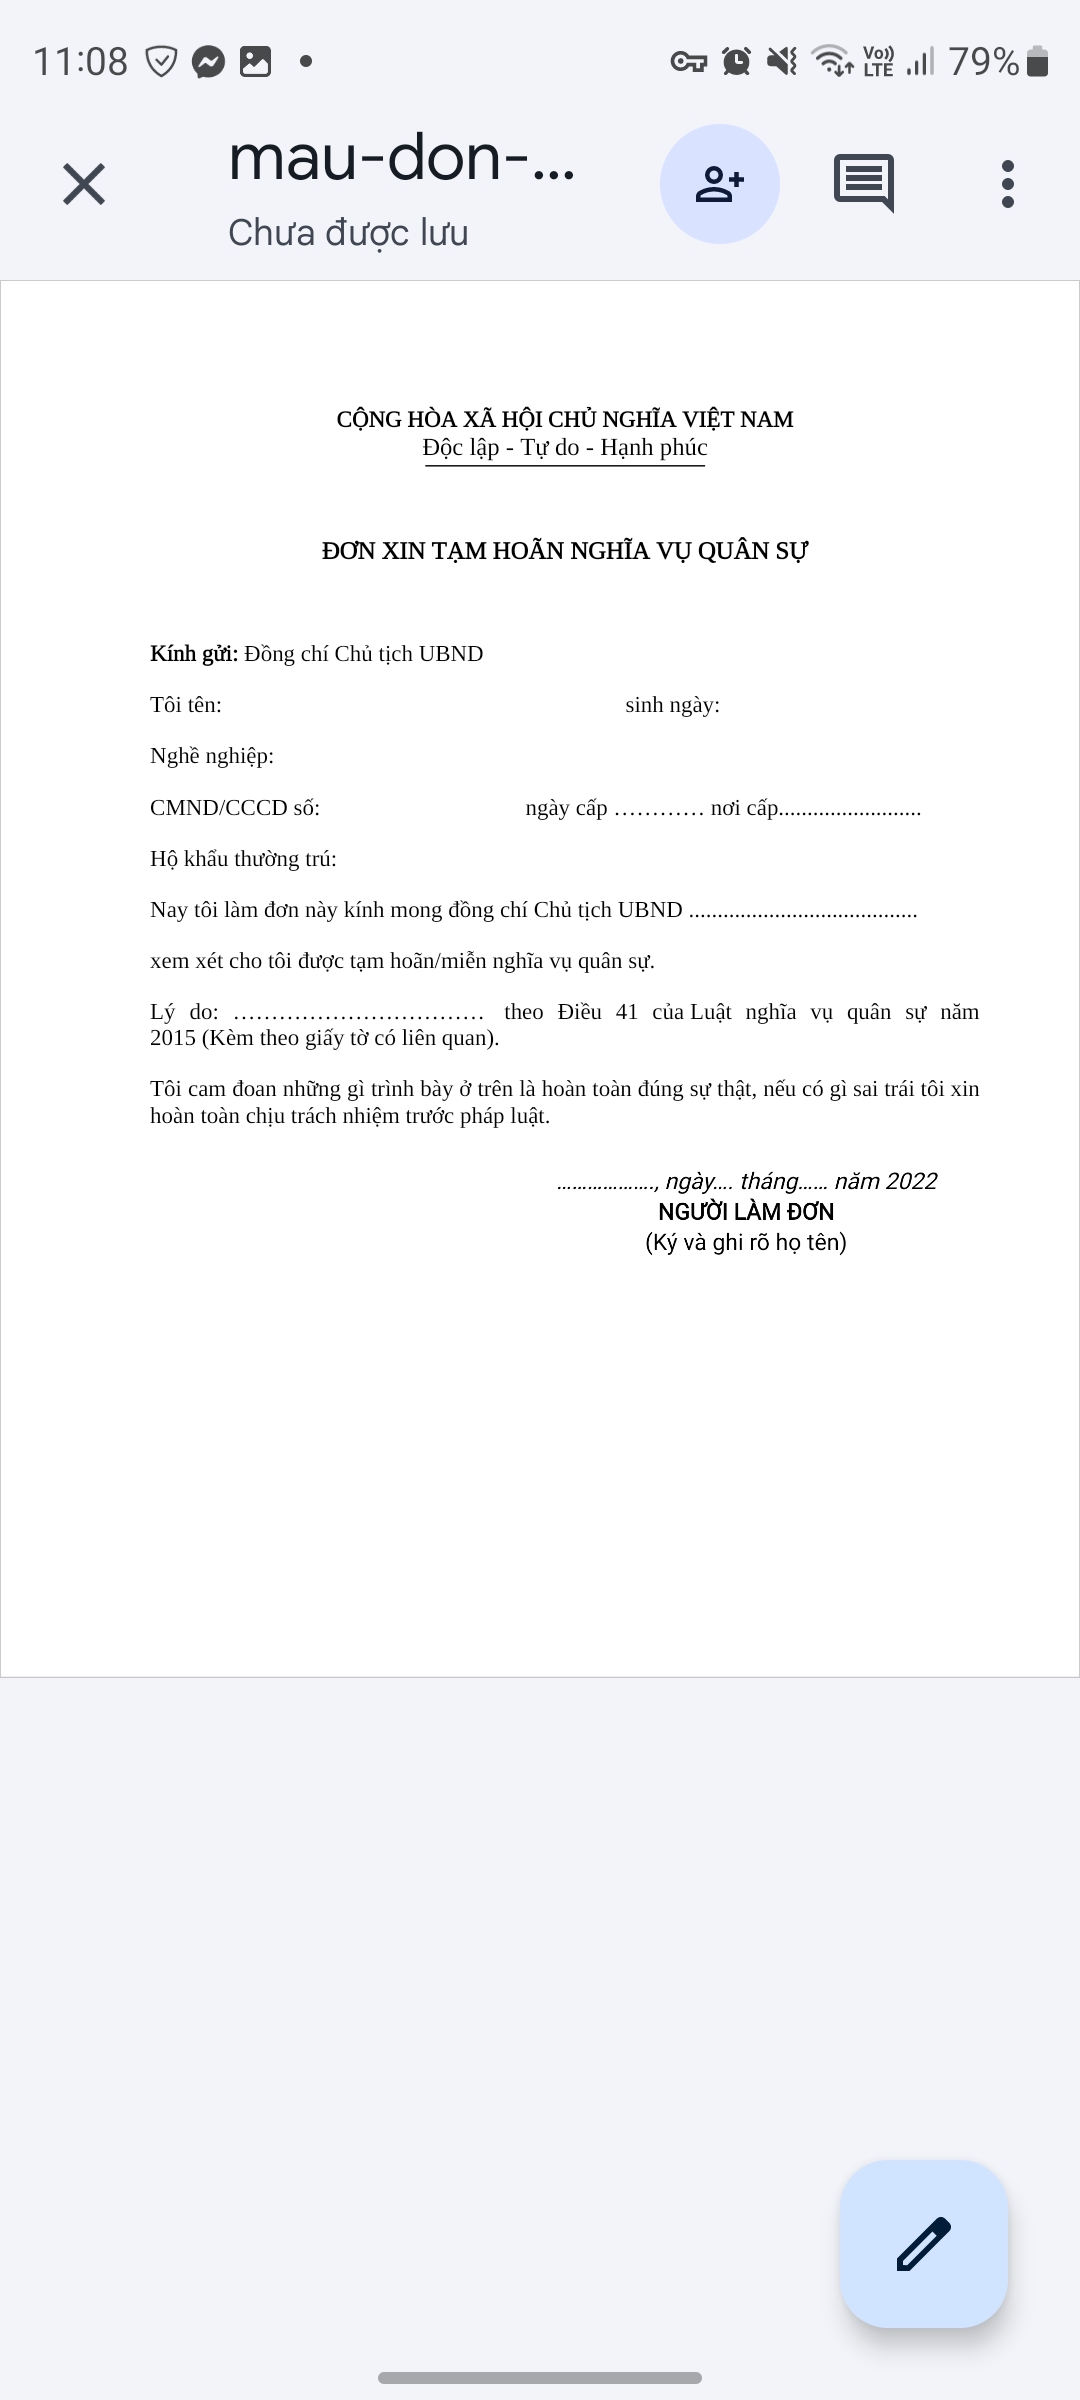 11:08
Vo))
LTE
79%
mau-don-...
Chưa được lưu
CỘNG HÒA XÃ HỘI CHỦ NGHĨA VIỆT NAM
Độc lập - Tự do - Hạnh phúc
ĐƠN XIN TẠM HOÃN NGHĨA VỤ QUÂN SỰ
Kính gửi: Đồng chí Chủ tịch UBND
Tôi tên: sinh ngày:
Nghề nghiệp:
CMND/CCCD số: ngày cấp ………… nơi cấp.........................
Hộ khẩu thường trú:
Nay tôi làm đơn này kính mong đồng chí Chủ tịch UBND ........................................
xem xét cho tôi được tạm hoãn/miễn nghĩa vụ quân sự.
Lý do: …………………………… theo Điều 41 của Luật nghĩa vụ quân sự năm
2015 (Kèm theo giấy tờ có liên quan).
Tôi cam đoan những gì trình bày ở trên là hoàn toàn đúng sự thật, nếu có gì sai trái tôi xin
hoàn toàn chịu trách nhiệm trước pháp luật.
………………., ngày…. tháng…… năm 2022
NGƯỜI LÀM ĐƠN
(Ký và ghi rõ họ tên)